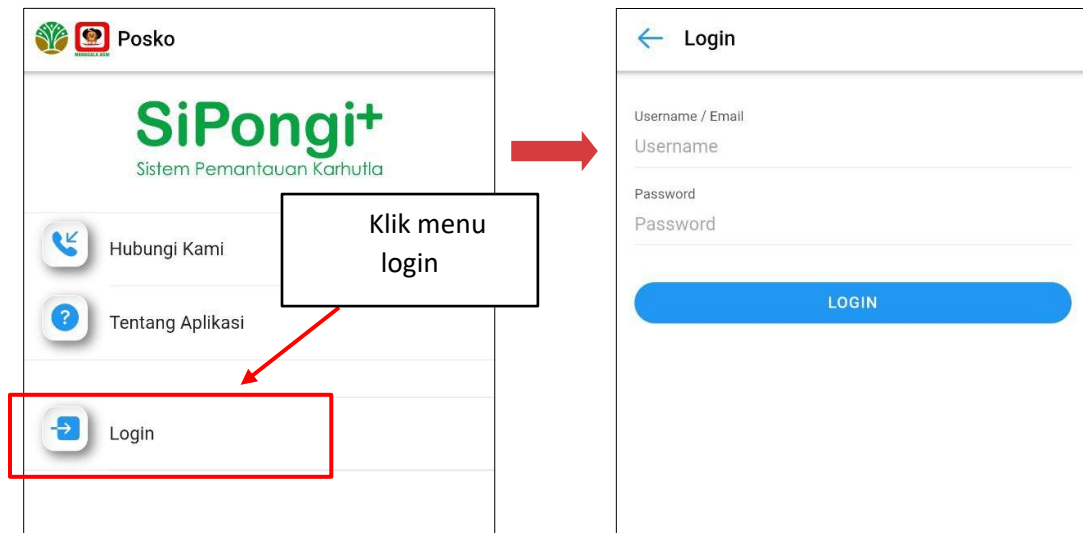 Posko
SiPongi+
Sistem Pemantauan Karhutla
Klik menu
login
Hubungi Kami
Tentang Aplikasi
Login
Login
Username / Email
Username
Password
Password
LOGIN